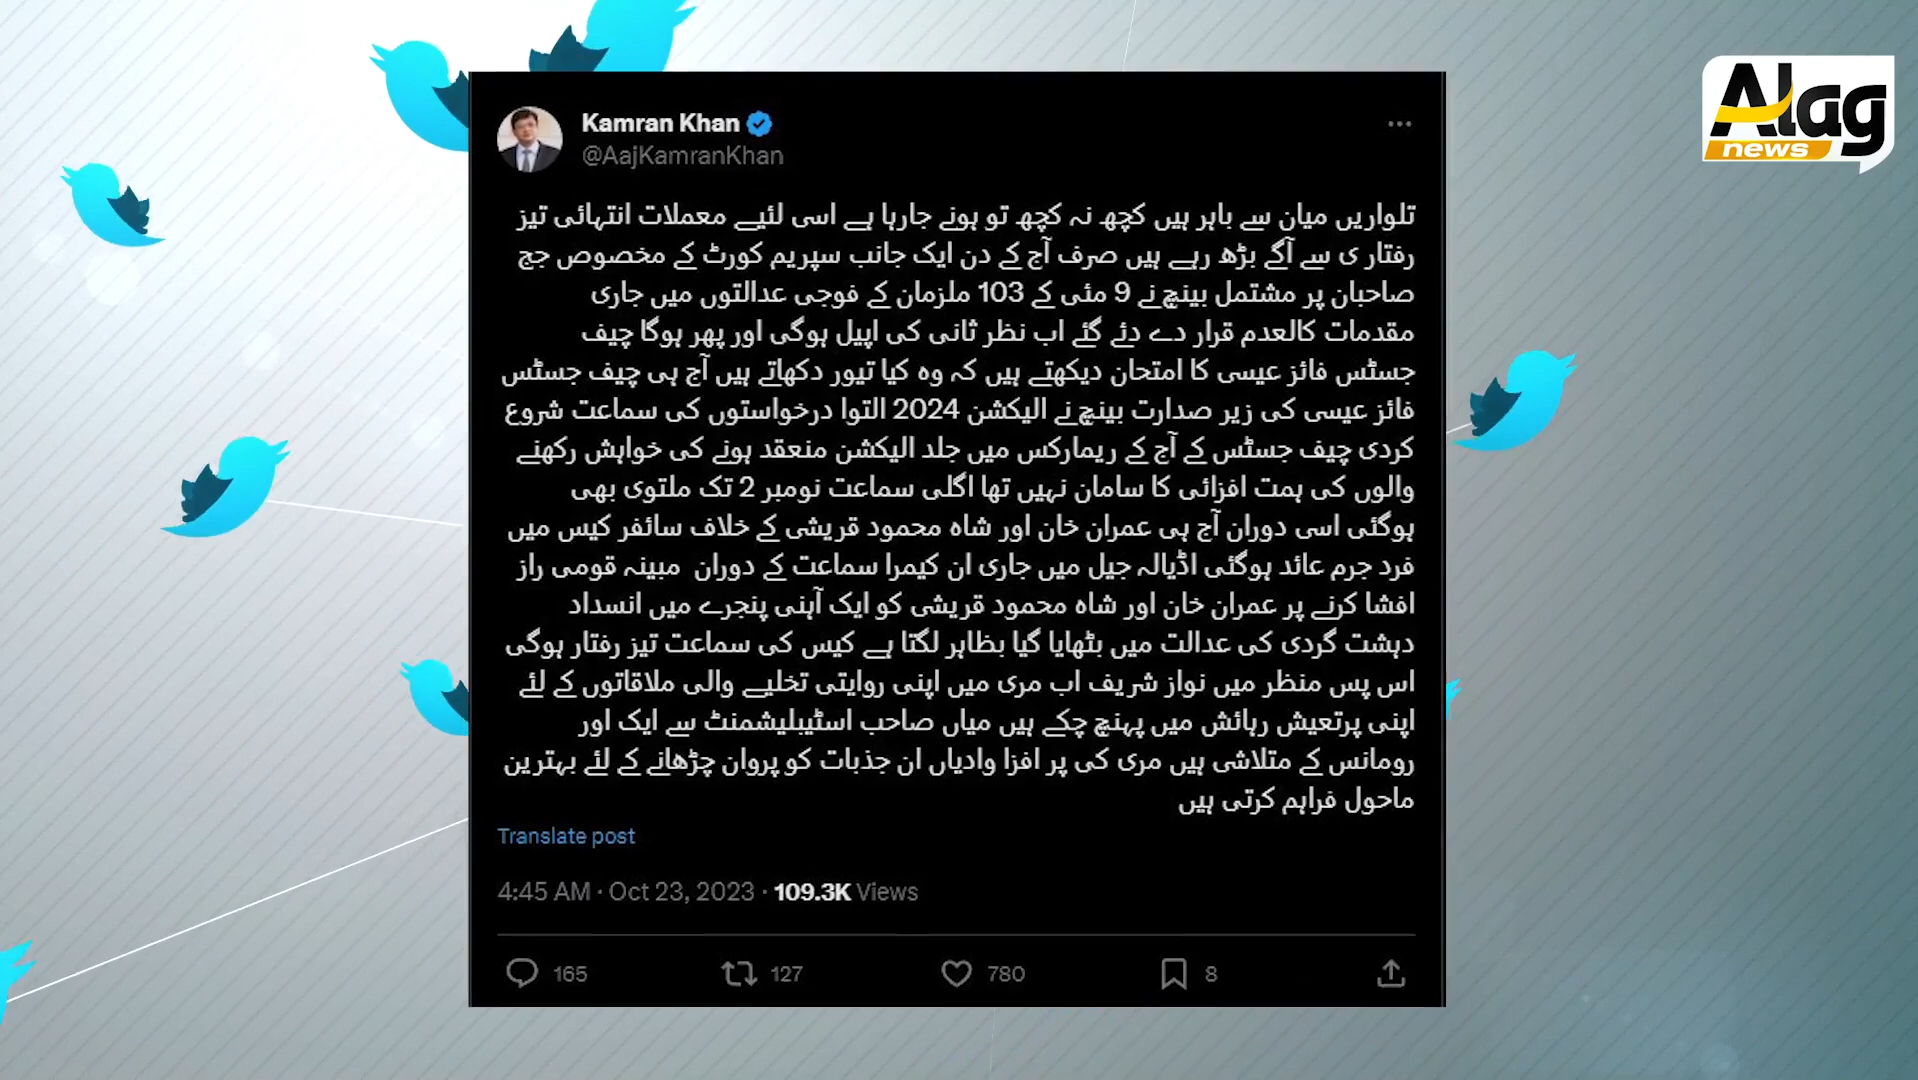 Alag
news
Kamran Khan
@AajKamranKhan
تلواریں میان سے باہر ہیں کچھ نہ کچھ تو ہونے جارہا ہے اسی لئیے معملات انتہائی تیز
رفتار ی سے آگے بڑھ رہے ہیں صرف آج کے دن ایک جانب سپریم کورٹ کے مخصوص جج
صاحبان پر مشتمل بینچ نے 9 مئی کے 103 ملزمان کے فوجی عدالتوں میں جاری
مقدمات کالعدم قرار دے دئے گئے اب نظر ثانی کی اپیل ہوگی اور پھر ہوگا چیف
جسٹس فائز عیسی کا امتحان دیکھتے ہیں کہ وہ کیا تیور دکھاتے ہیں آج ہی چیف جسٹس
فائز عیسی کی زیر صدارت بینچ نے الیکشن 2024 التوا درخواستوں کی سماعت شروع
کردی چیف جسٹس کے آج کے ریمارکس میں جلد الیکشن منعقد ہونے کی خواہش رکھنے
والوں کی ہمت افزائی کا سامان نہیں تھا اگلی سماعت نومبر 2 تک ملتوی بھی
ہوگئی اسی دوران آج ہی عمران خان اور شاہ محمود قریشی کے خلاف سائفر کیس میں
فرد جرم عائد ہوگئی اڈیالہ جیل میں جاری ان کیمرا سماعت کے دوران مبینہ قومی راز
افشا کرنے پر عمران خان اور شاہ محمود قریشی کو ایک آہنی پنجرے میں انسداد
دہشت گردی کی عدالت میں بٹھایا گیا بظاہر لگتا ہے کیس کی سماعت تیز رفتار ہوگی
اس پس منظر میں نواز شریف اب مری میں اپنی روایتی تخلیے والی ملاقاتوں کے لئے
اپنی پرتعیش رہائش میں پہنچ چکے ہیں میاں صاحب اسٹیبلیشمنٹ سے ایک اور
رومانس کے متلاشی ہیں مری کی پر افزا وادیاں ان جذبات کو پروان چڑھانے کے لئے بہترین
ماحول فراہم کرتی ہیں
Translate post
4:45 AM · Oct 23, 2023 · 109.3K Views
165 127 780 8